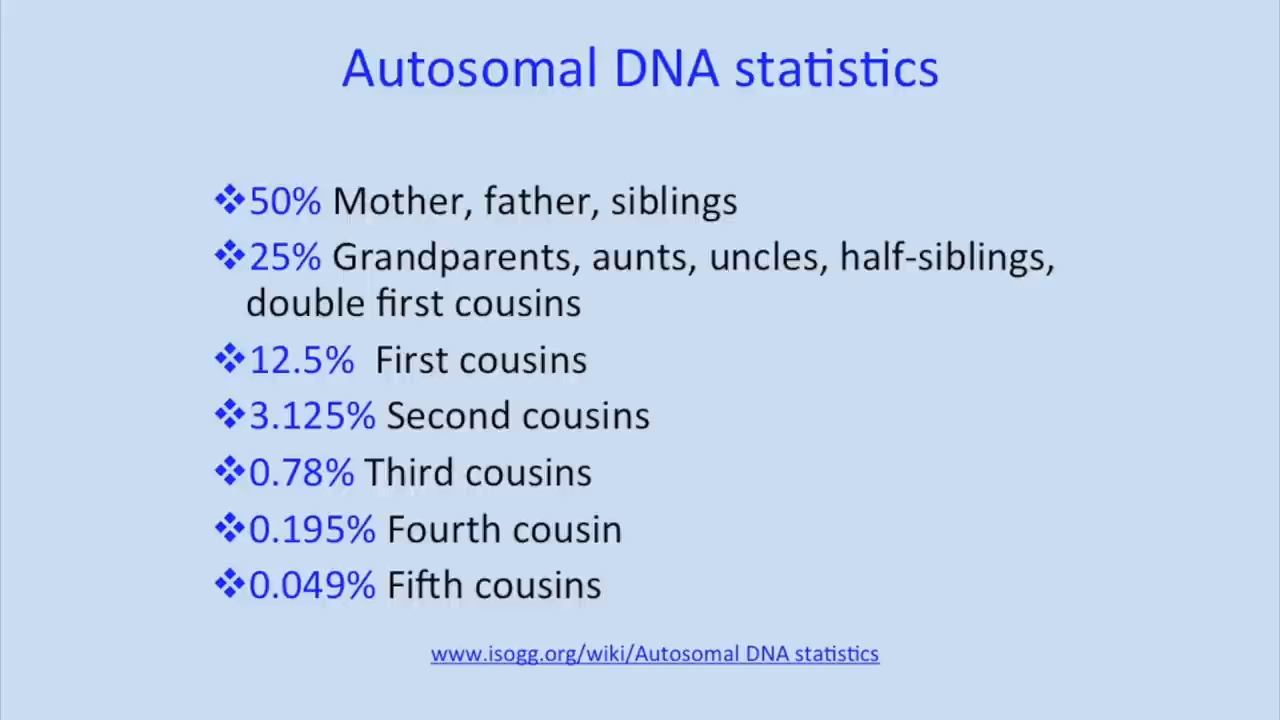 Autosomal DNA statistics
❖50% Mother, father, siblings
❖25% Grandparents, aunts, uncles, half-siblings,
double first cousins
❖12.5% First cousins
❖3.125% Second cousins
❖0.78% Third cousins
❖0.195% Fourth cousin
❖0.049% Fifth cousins
www.isogg.org/wiki/Autosomal DNA statistics